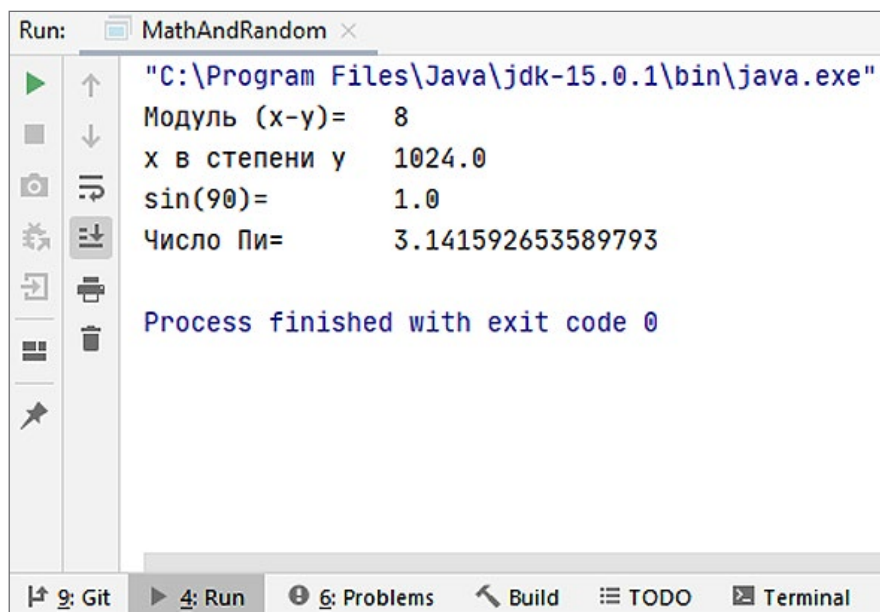 Run: MathAndRandom
"C:\Program Files\Java\jdk-15.0.1\bin\java.exe"
Модуль (x-y)= 8
x в степени y 1024.0
sin(90)= 1.0
Число Пи= 3.141592653589793
Process finished with exit code 0
9: Git 4: Run 6: Problems Build TODO Terminal